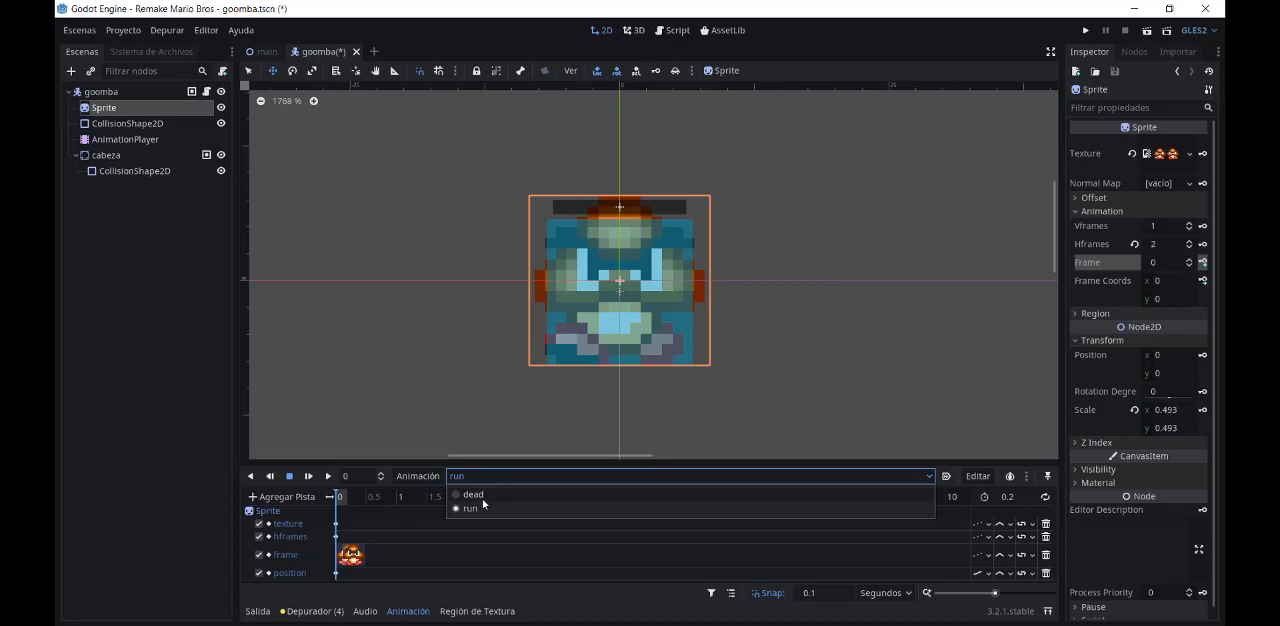 Godot Engine - Remake Mario Bros - goomba.tscn (*)
Escenas Proyecto Depurar Editor Ayuda
2D 3D Script AssetLib
GLES2
Escenas Sistema de Archivos
main goomba(*)
Inspector Nodos Importar
Filtrar nodos
Ver
Sprite
goomba
Sprite
CollisionShape2D
AnimationPlayer
cabeza
CollisionShape2D
-25 0 25
1768 %
0
Sprite
Filtrar propiedades
Sprite
Texture
Normal Map [vacío]
Offset
Animation
Vframes 1
Hframes 2
Frame 0
Frame Coords x 0
y 0
Region
Node2D
Transform
Position x 0
y 0
Rotation Degre 0
Scale x 0.493
y 0.493
Z Index
CanvasItem
Visibility
Material
Node
Editor Description
Process Priority 0
Pause
0 Animación run Editar
dead
run
Agregar Pista 0 0.5 1 1.5 10 0.2
Sprite
texture
hframes
frame
position
Snap: 0.1 Segundos
Salida Depurador (4) Audio Animación Región de Textura 3.2.1.stable